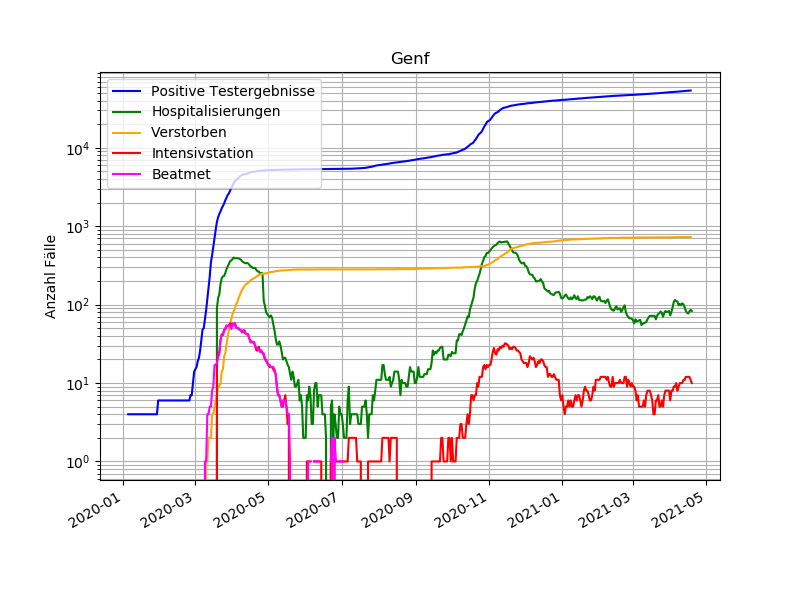 Genf
Positive Testergebnisse
Hospitalisierungen
Verstorben
Intensivstation
Beatmet
Anzahl Fälle
10^4
10^3
10^2
10^1
10^0
2020-01
2020-03
2020-05
2020-07
2020-09
2020-11
2021-01
2021-03
2021-05